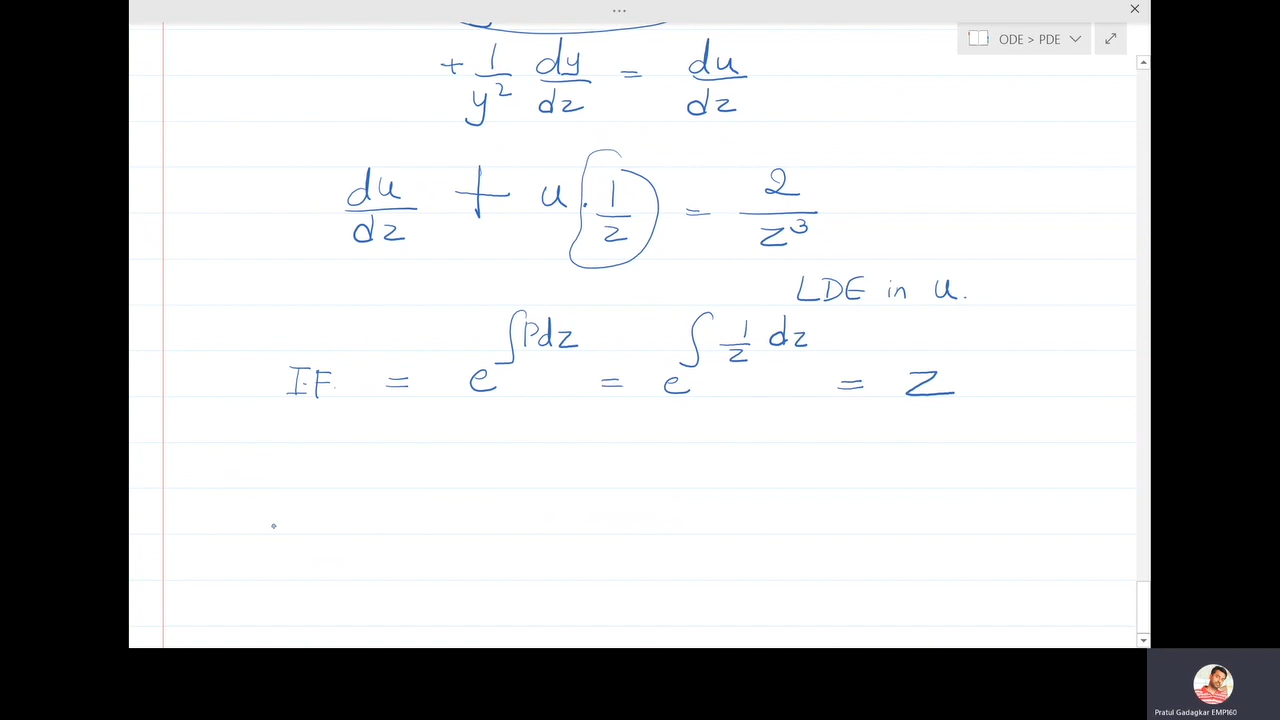 ODE > PDE
+ 1/y² dy/dz = du/dz
du/dz + u · 1/z = 2/z³
LDE in u.
I.F. = e^∫Pdz = e^∫ 1/z dz = z
Pratul Gadagkar EMP160